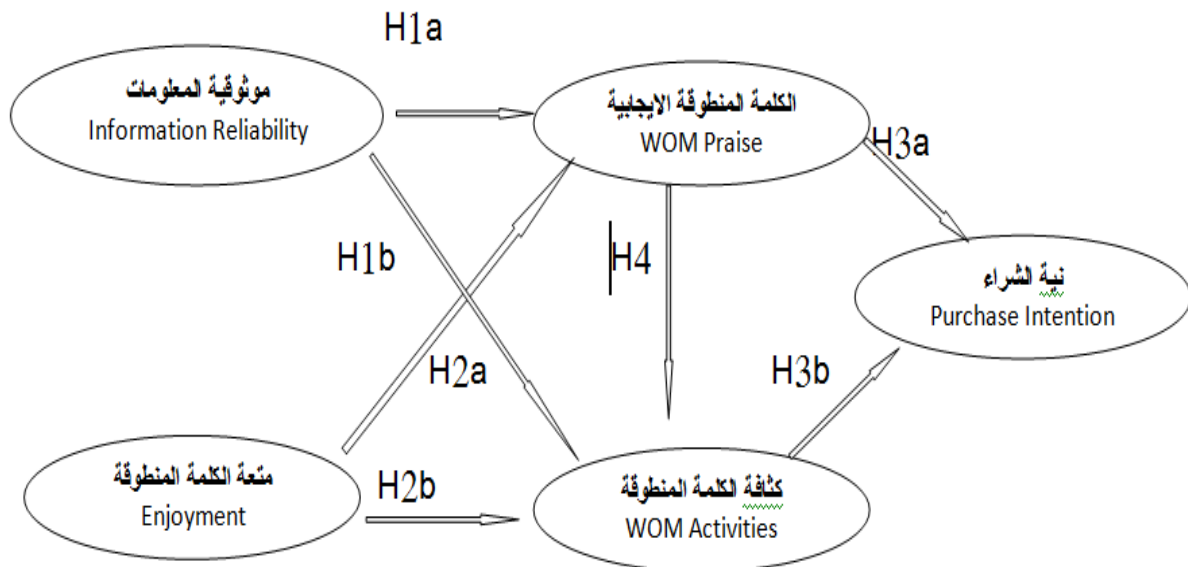 H1a
موثوقية المعلومات
Information Reliability
الكلمة المنطوقة الايجابية
WOM Praise
H3a
H1b
H4
نية الشراء
Purchase Intention
H2a
H3b
متعة الكلمة المنطوقة
Enjoyment
H2b
كثافة الكلمة المنطوقة
WOM Activities